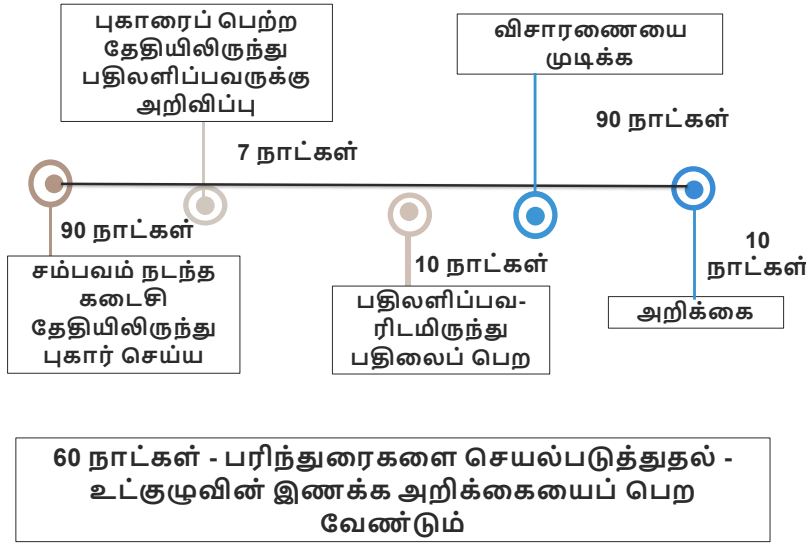 புகாரைப் பெற்ற
தேதியிலிருந்து
பதிலளிப்பவருக்கு
அறிவிப்பு
7 நாட்கள்
விசாரணையை
முடிக்க
90 நாட்கள்
90 நாட்கள்
சம்பவம் நடந்த
கடைசி
தேதியிலிருந்து
புகார் செய்ய
10 நாட்கள்
பதிலளிப்பவ-
ரிடமிருந்து
பதிலைப் பெற
10
நாட்கள்
அறிக்கை
60 நாட்கள் - பரிந்துரைகளை செயல்படுத்துதல் -
உட்குழுவின் இணக்க அறிக்கையைப் பெற
வேண்டும்